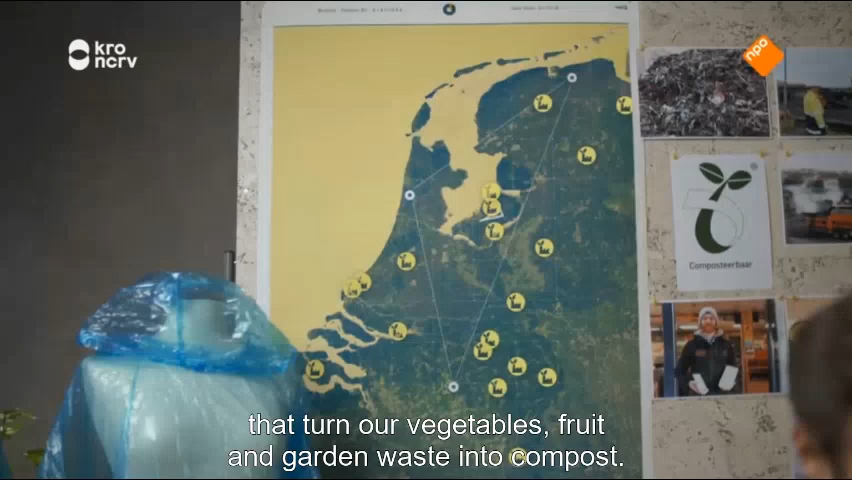 kro
ncrv
npo
Composteerbaar
that turn our vegetables, fruit
and garden waste into compost.